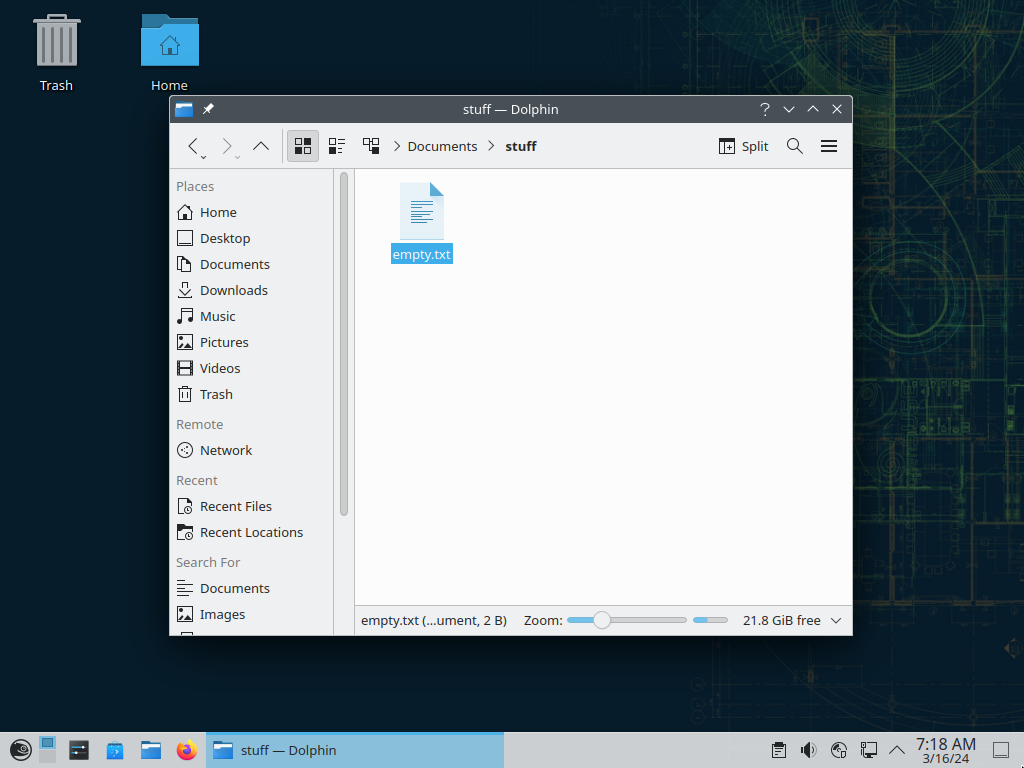 Trash
Home
stuff — Dolphin
Documents
stuff
Split
Places
Home
Desktop
Documents
Downloads
Music
Pictures
Videos
Trash
Remote
Network
Recent
Recent Files
Recent Locations
Search For
Documents
Images
empty.txt
empty.txt (...ument, 2 B)
Zoom:
21.8 GiB free
stuff — Dolphin
7:18 AM
3/16/24